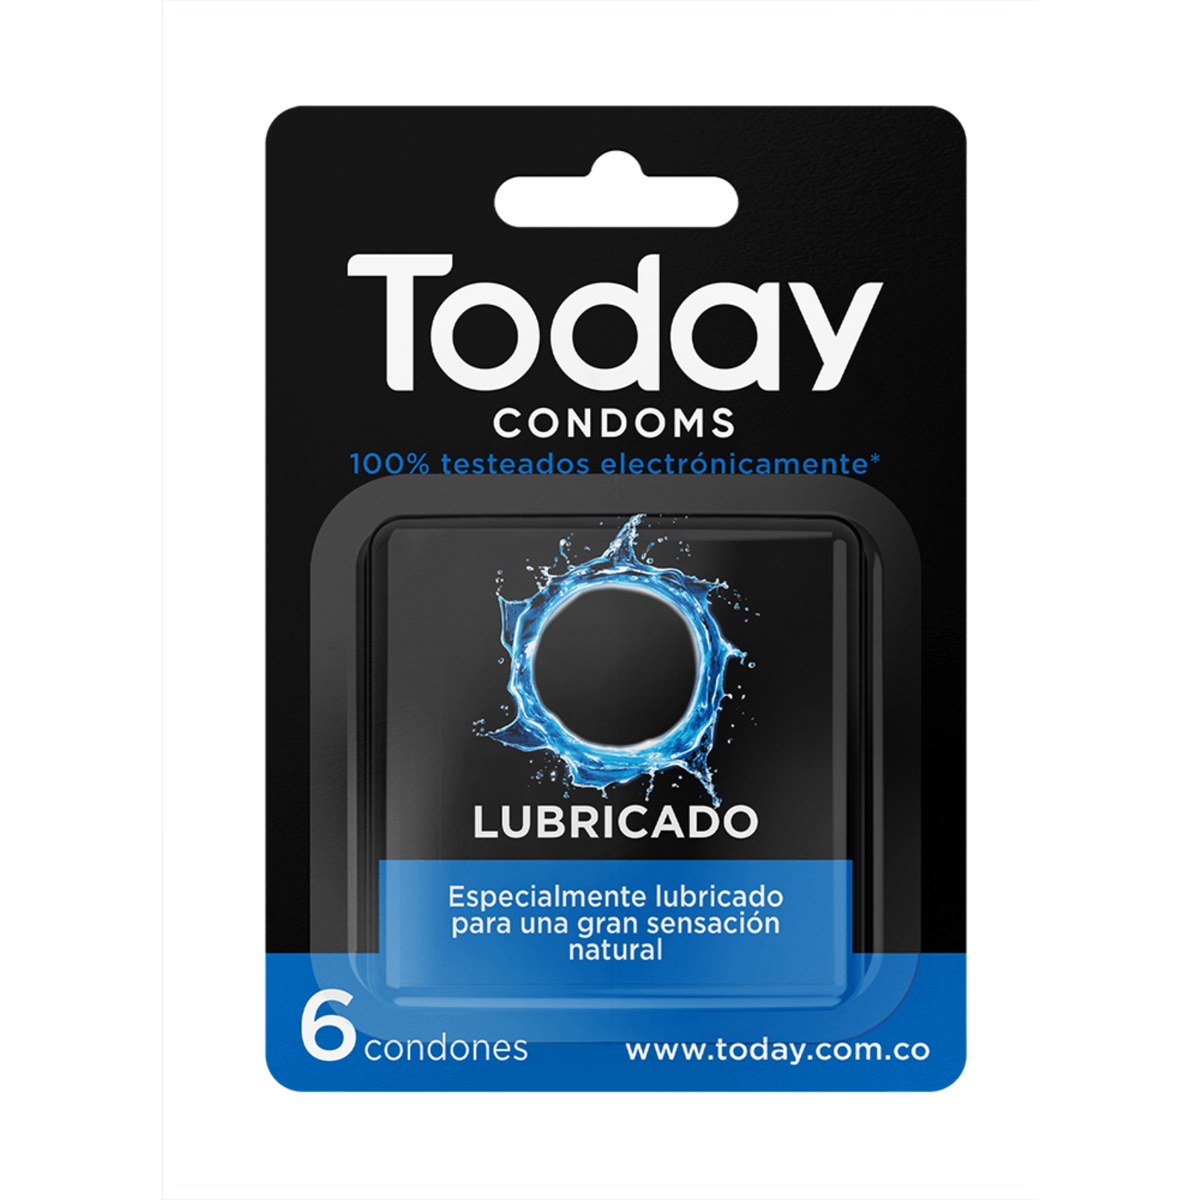 Today
CONDOMS
100% testeados electrónicamente*
LUBRICADO
Especialmente lubricado
para una gran sensación
natural
6 condones
www.today.com.co